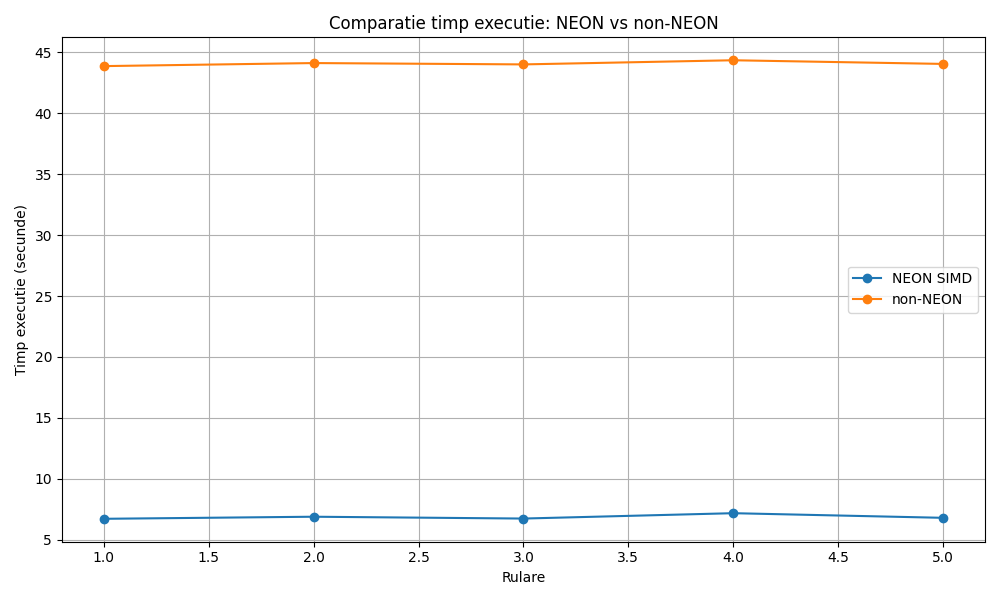 Comparatie timp executie: NEON vs non-NEON
45
40
35
30
25
20
15
10
5
Timp executie (secunde)
NEON SIMD
non-NEON
1.0 1.5 2.0 2.5 3.0 3.5 4.0 4.5 5.0
Rulare